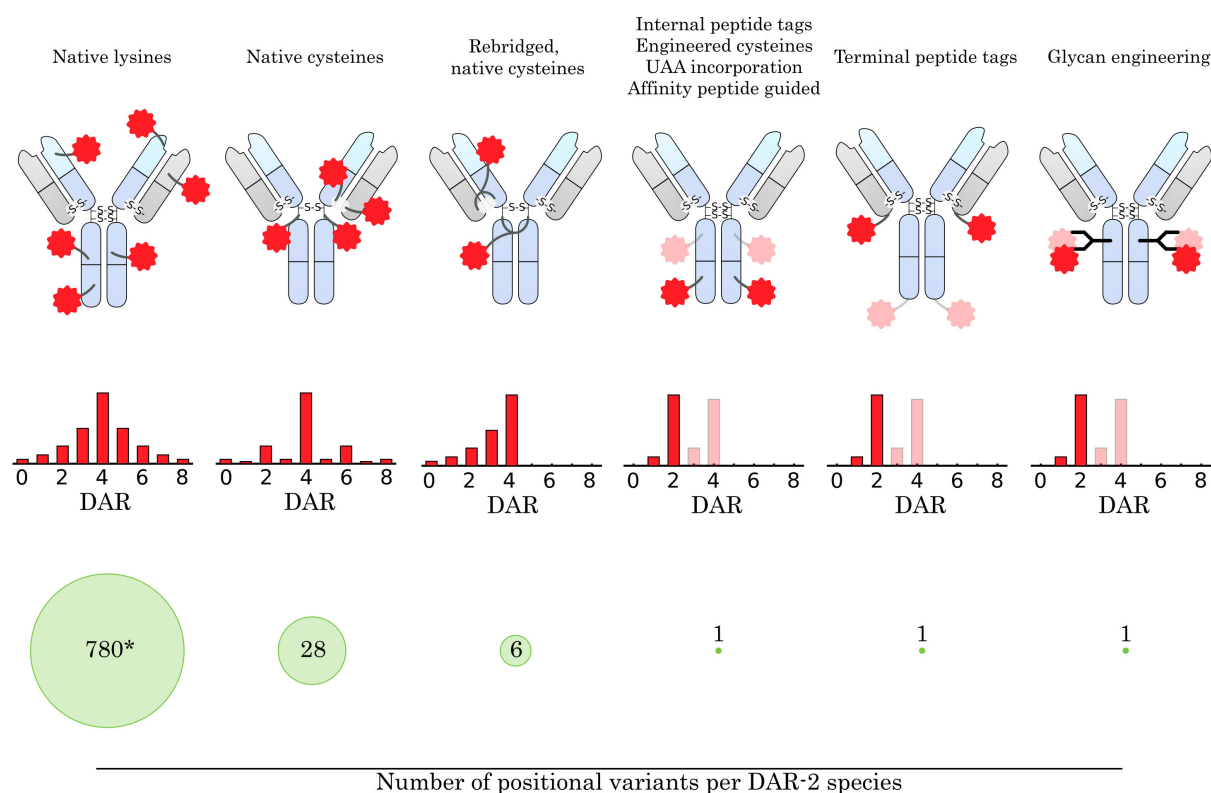 Native lysines
Native cysteines
Rebridged,
native cysteines
Internal peptide tags
Engineered cysteines
UAA incorporation
Affinity peptide guided
Terminal peptide tags
Glycan engineering
-S-S- -S-S- -S-S- -S-S-
-S-S-
-S-S-
-S-S- -S-S- -S-S- -S-S-
-S-S- -S-S- -S-S- -S-S-
-S-S- -S-S- -S-S- -S-S-
0 2 4 6 8
DAR
0 2 4 6 8
DAR
0 2 4 6 8
DAR
0 2 4 6 8
DAR
0 2 4 6 8
DAR
0 2 4 6 8
DAR
780*
28
6
1
1
1
Number of positional variants per DAR-2 species